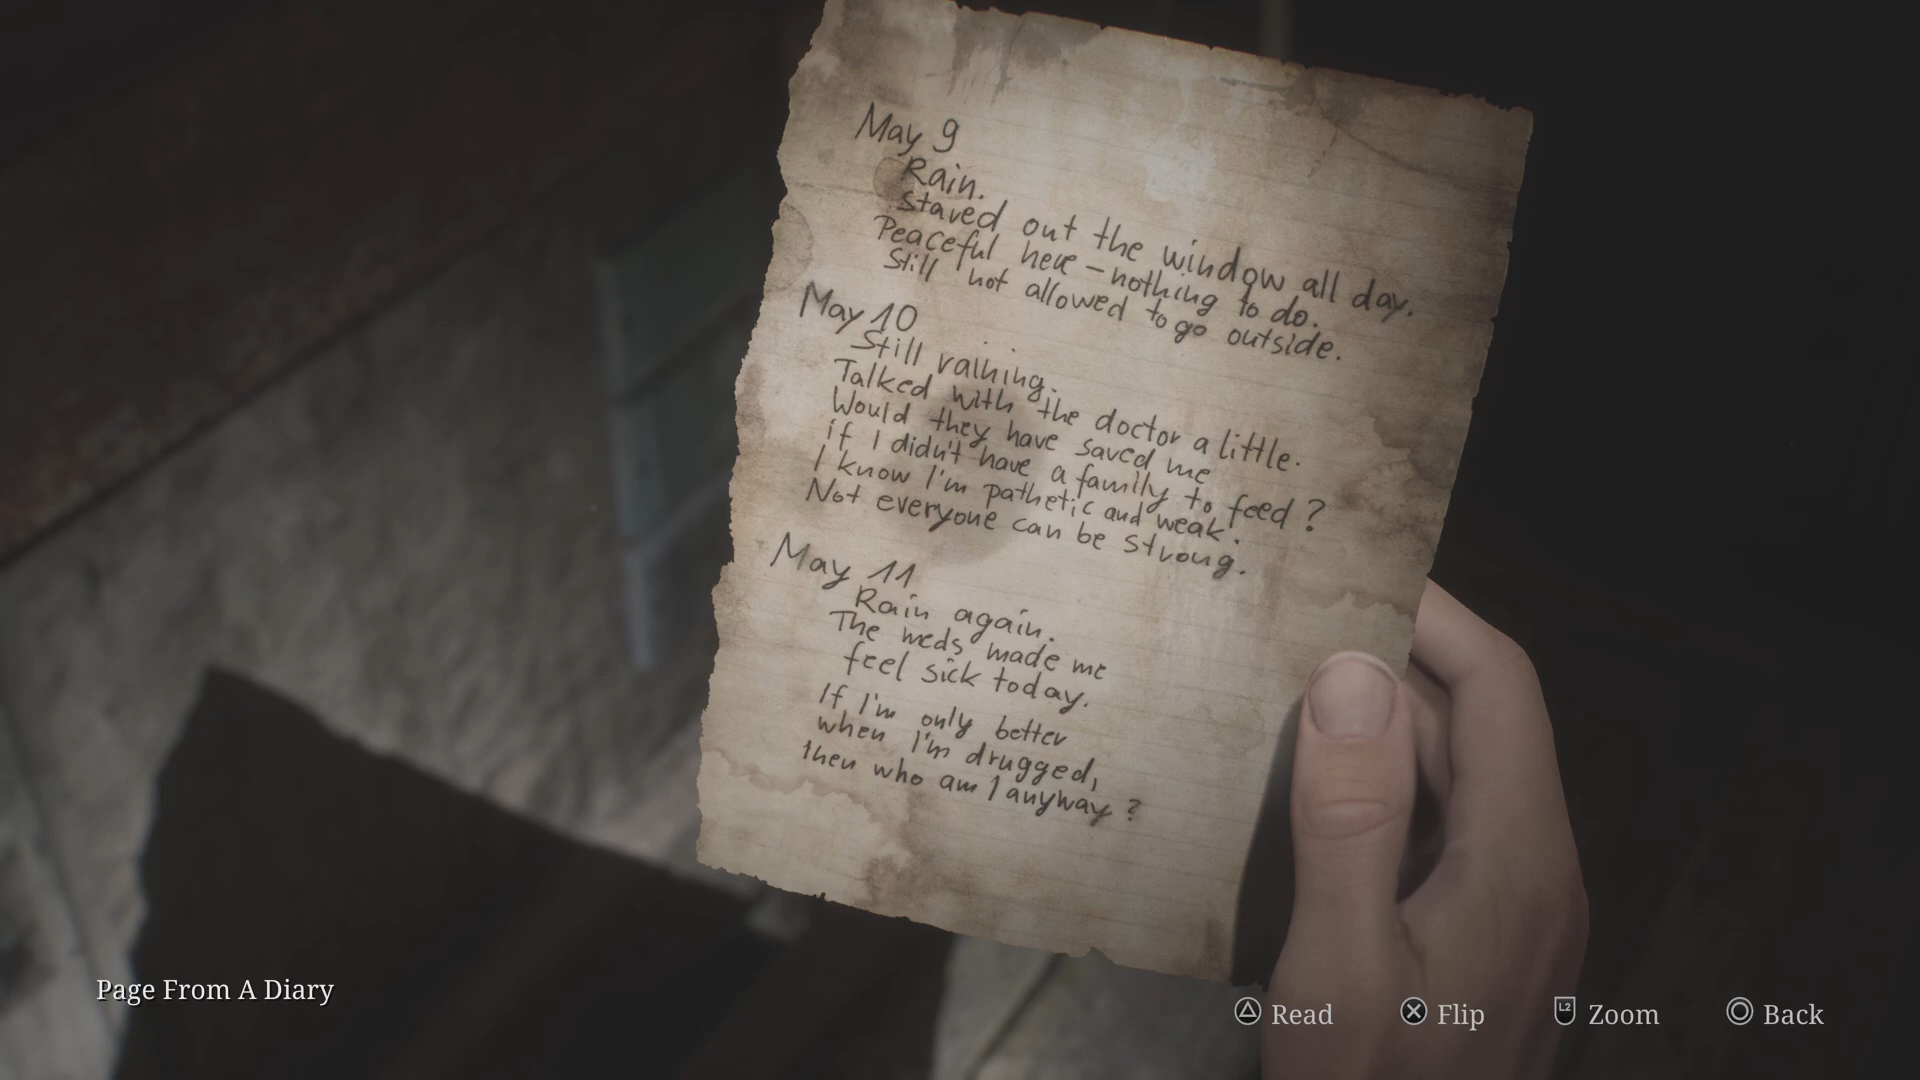 May 9
Rain.
Stared out the window all day.
Peaceful here - nothing to do.
Still not allowed to go outside.
May 10
Still raining.
Talked with the doctor a little.
Would they have saved me
if I didn't have a family to feed?
I know I'm pathetic and weak.
Not everyone can be strong.
May 11
Rain again.
The meds made me
feel sick today.
If I'm only better
when I'm drugged,
then who am I anyway?
Page From A Diary
Read
Flip
L2 Zoom
Back